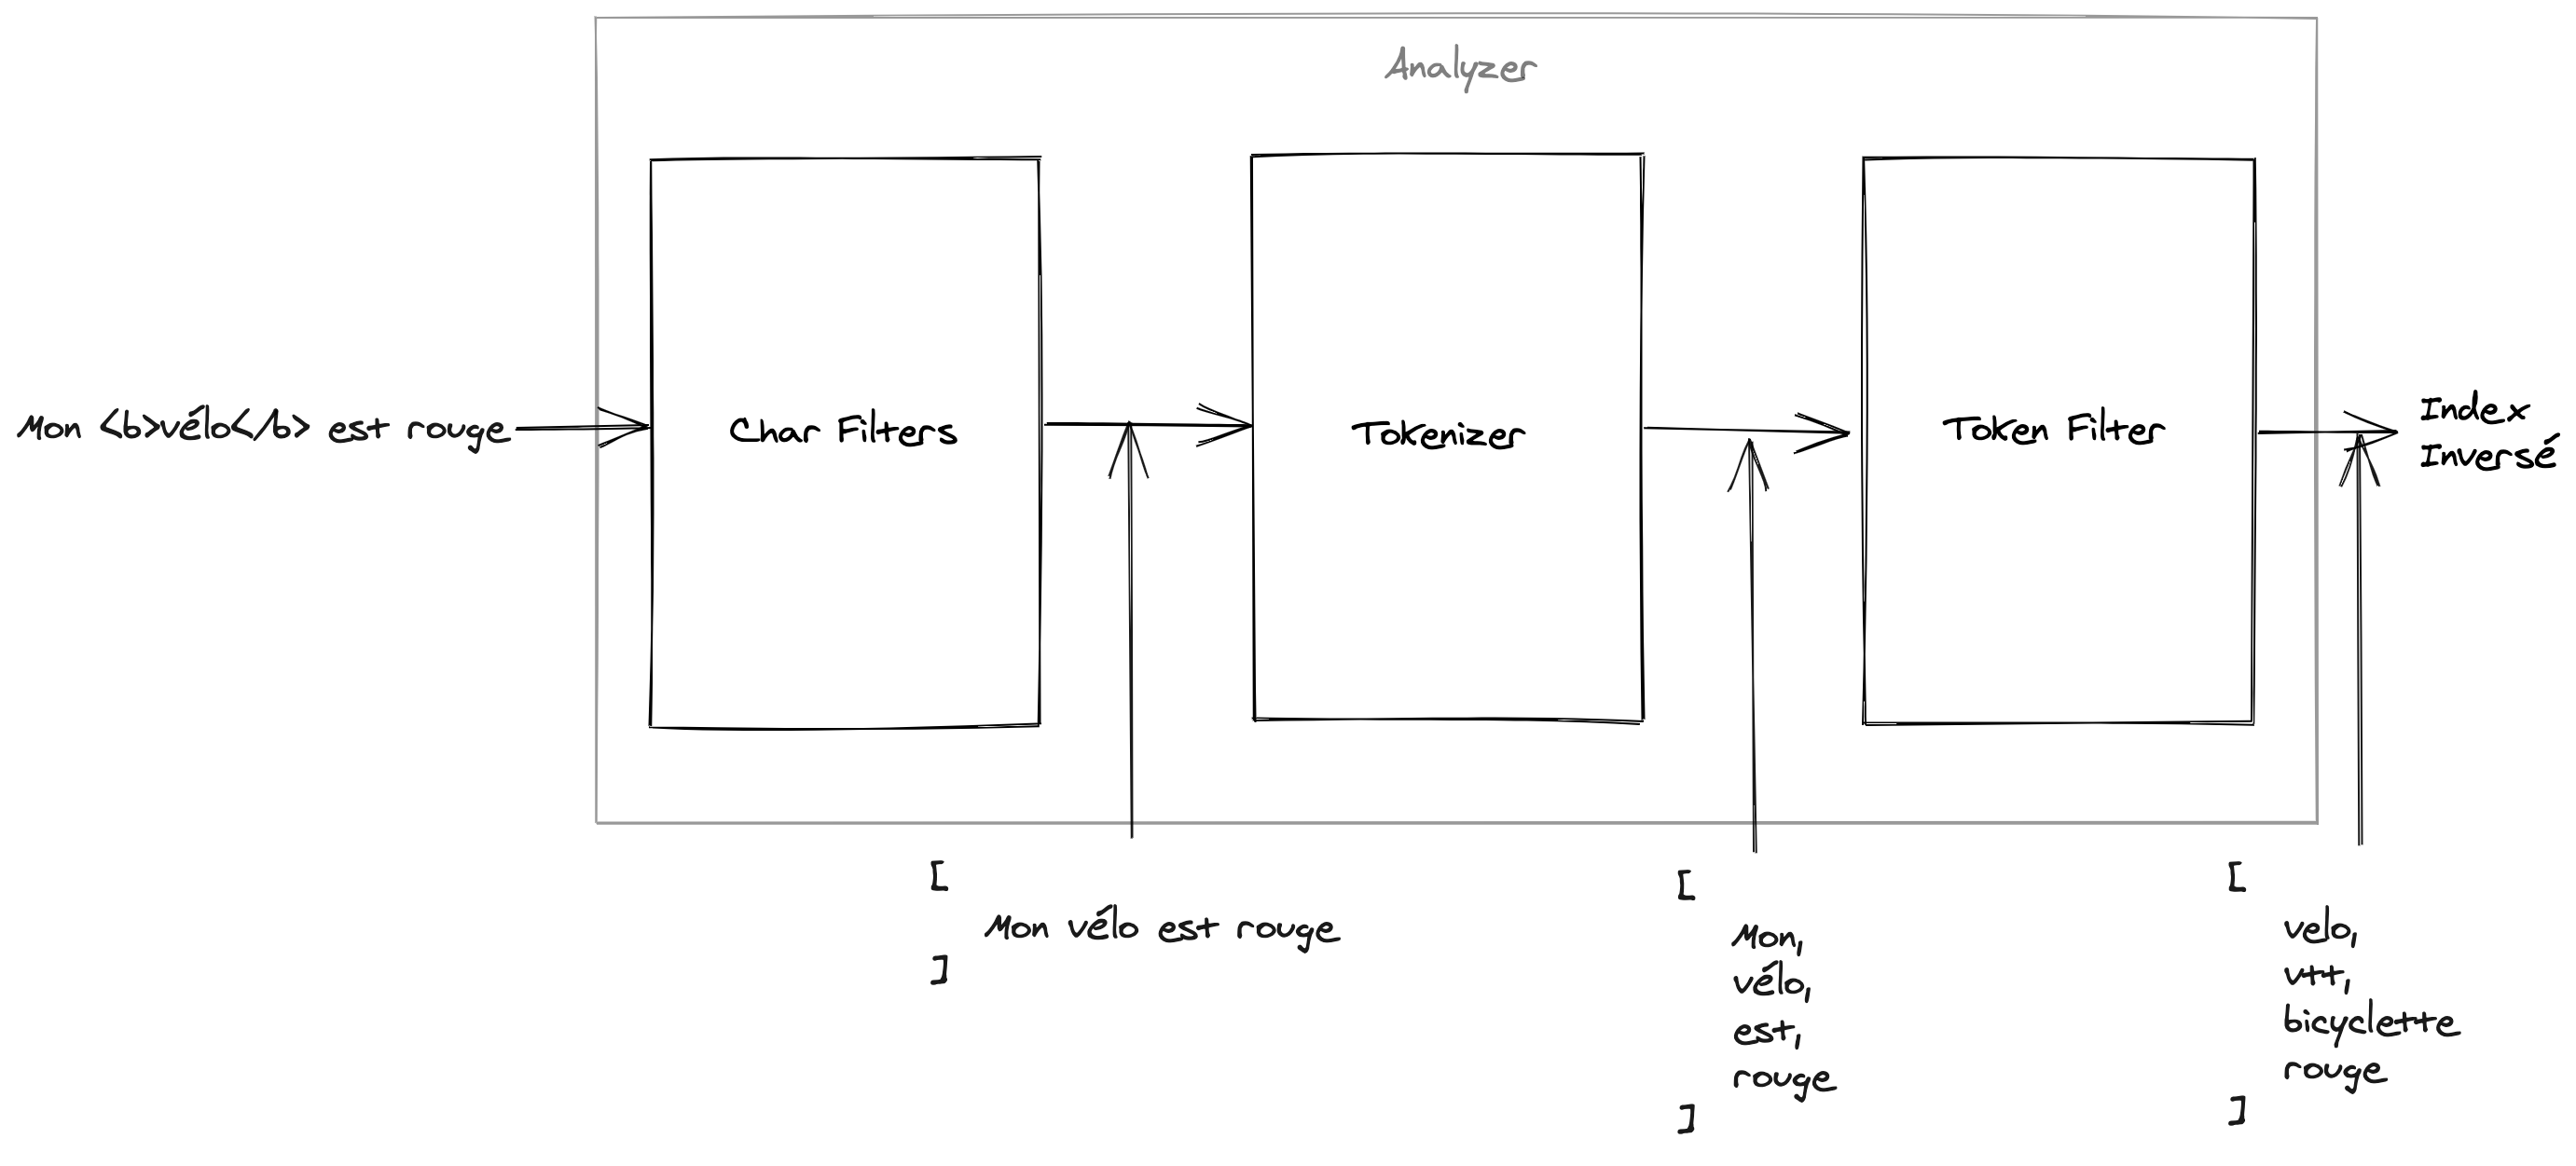 Analyzer
Mon <b>vélo</b> est rouge
Char Filters
Tokenizer
Token Filter
Index
Inversé
[
Mon vélo est rouge
]
[
Mon,
vélo,
est,
rouge
]
[
velo,
vtt,
bicyclette
rouge
]